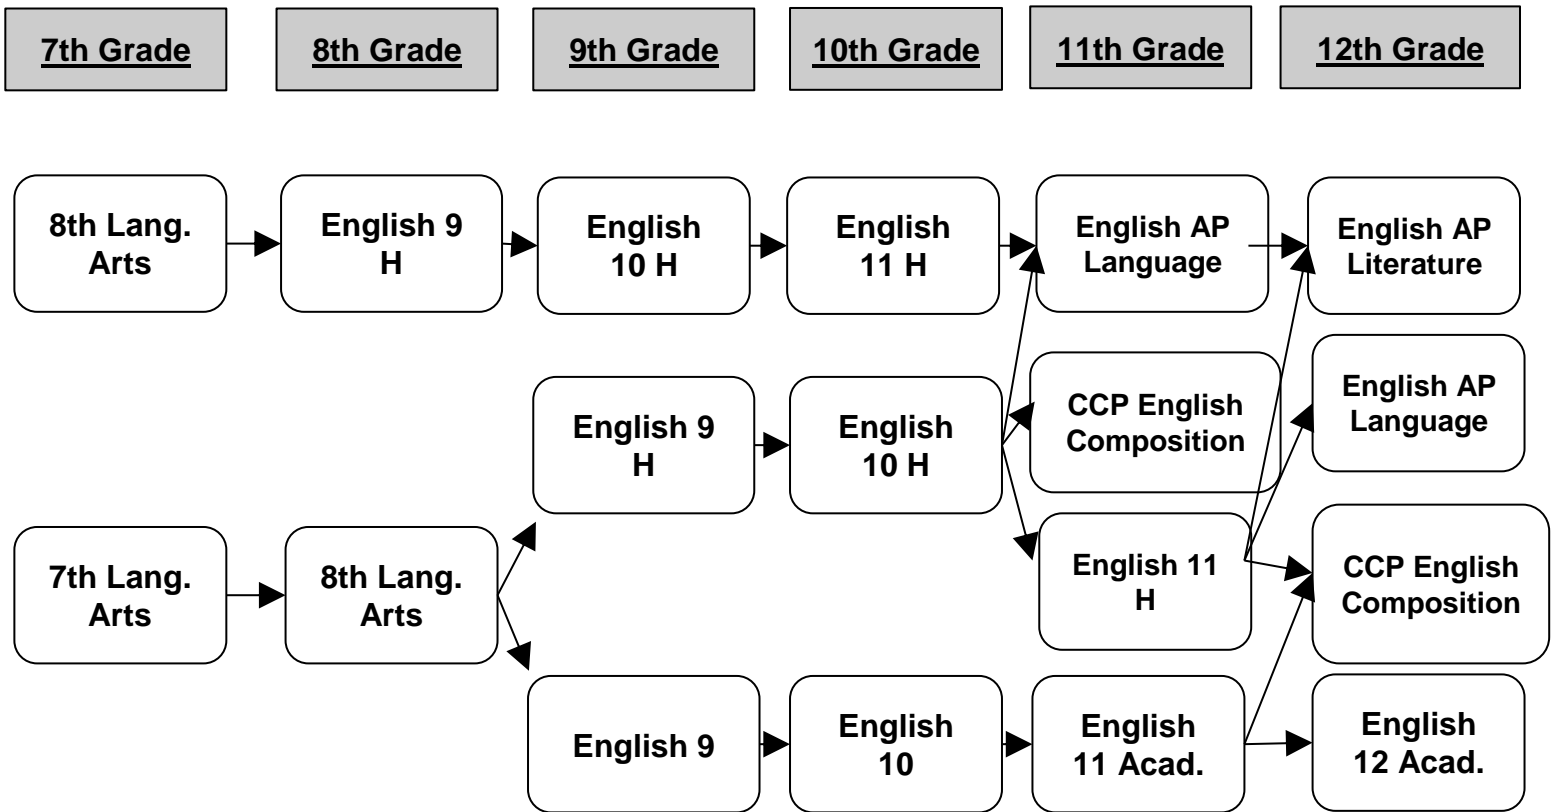 7th Grade
8th Grade
9th Grade
10th Grade
11th Grade
12th Grade
8th Lang.
Arts
English 9
H
English
10 H
English
11 H
English AP
Language
English AP
Literature
English 9
H
English
10 H
CCP English
Composition
English AP
Language
7th Lang.
Arts
8th Lang.
Arts
English 11
H
CCP English
Composition
English 9
English
10
English
11 Acad.
English
12 Acad.